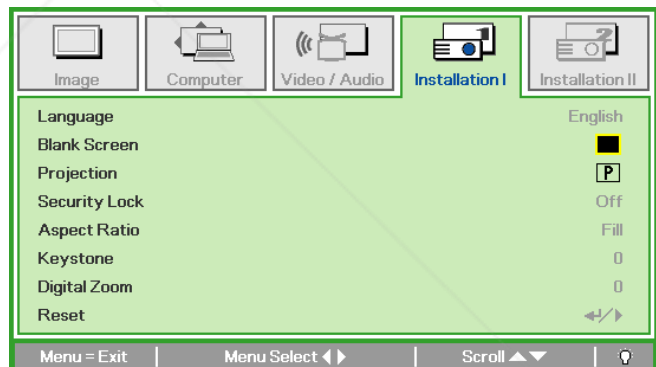 Image Computer Video / Audio Installation I Installation II
Language English
Blank Screen
Projection P
Security Lock Off
Aspect Ratio Fill
Keystone 0
Digital Zoom 0
Reset
Menu = Exit Menu Select Scroll